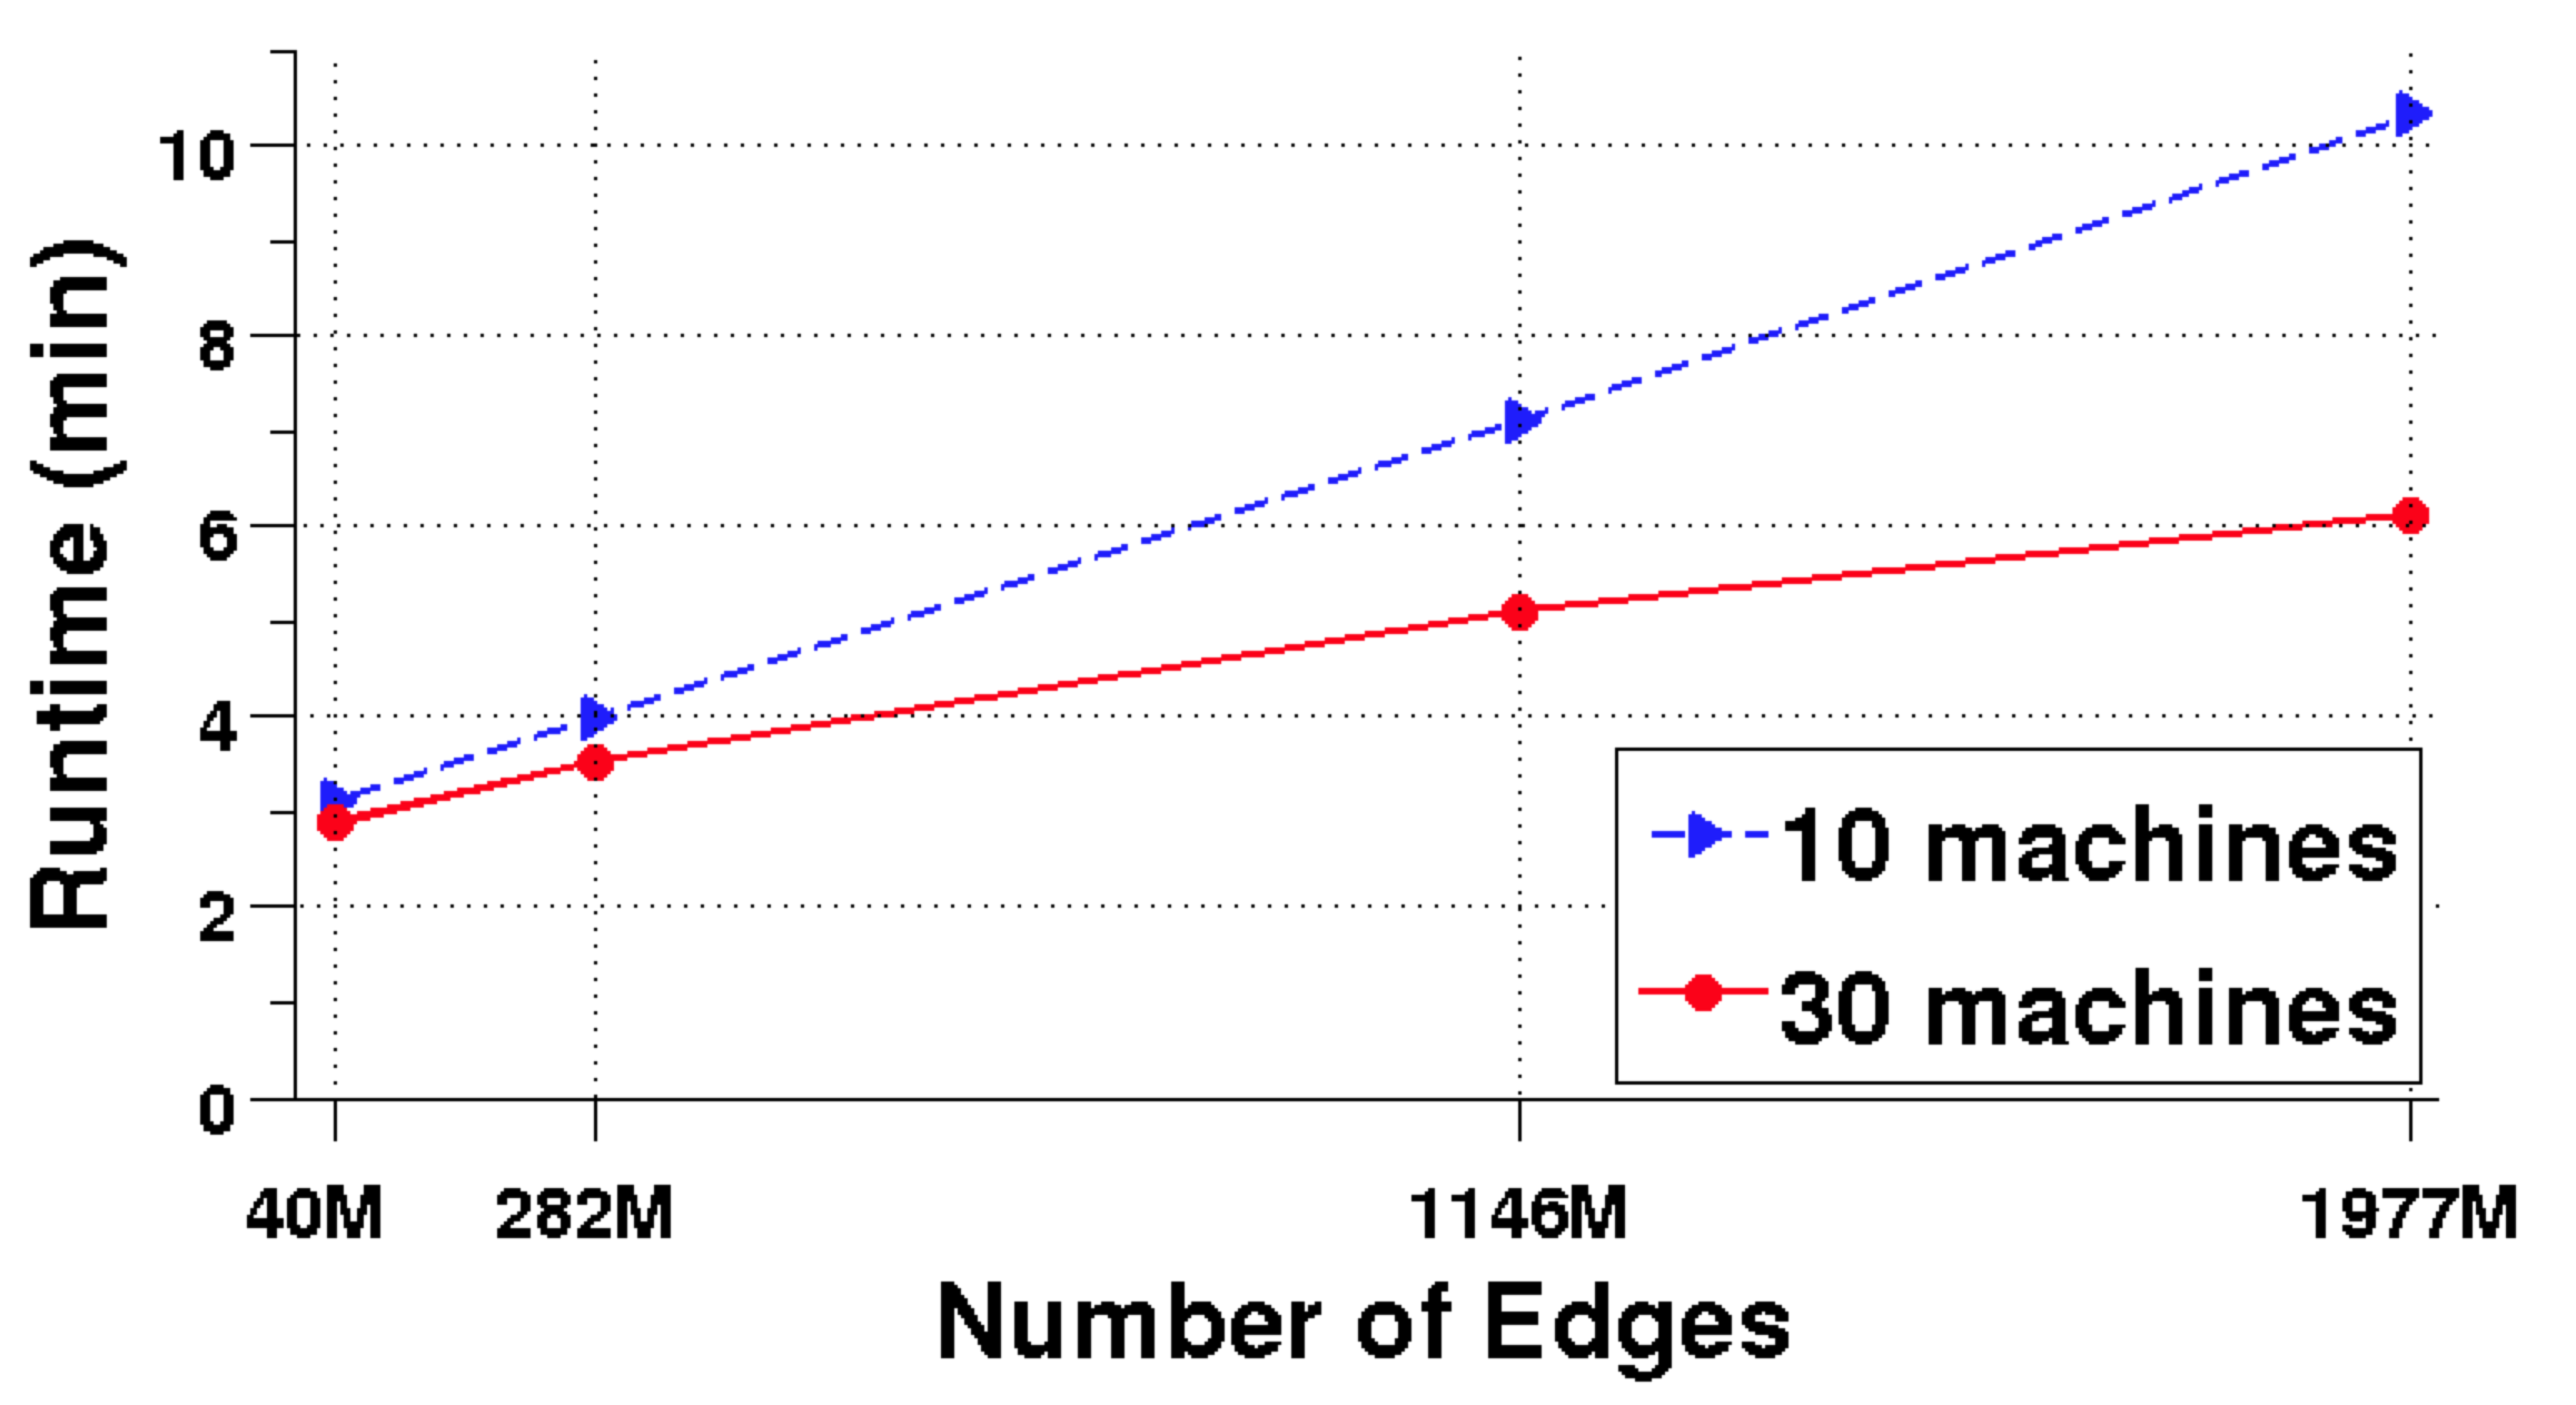 Runtime (min)
10
8
6
4
2
0
40M 282M 1146M 1977M
Number of Edges
10 machines
30 machines